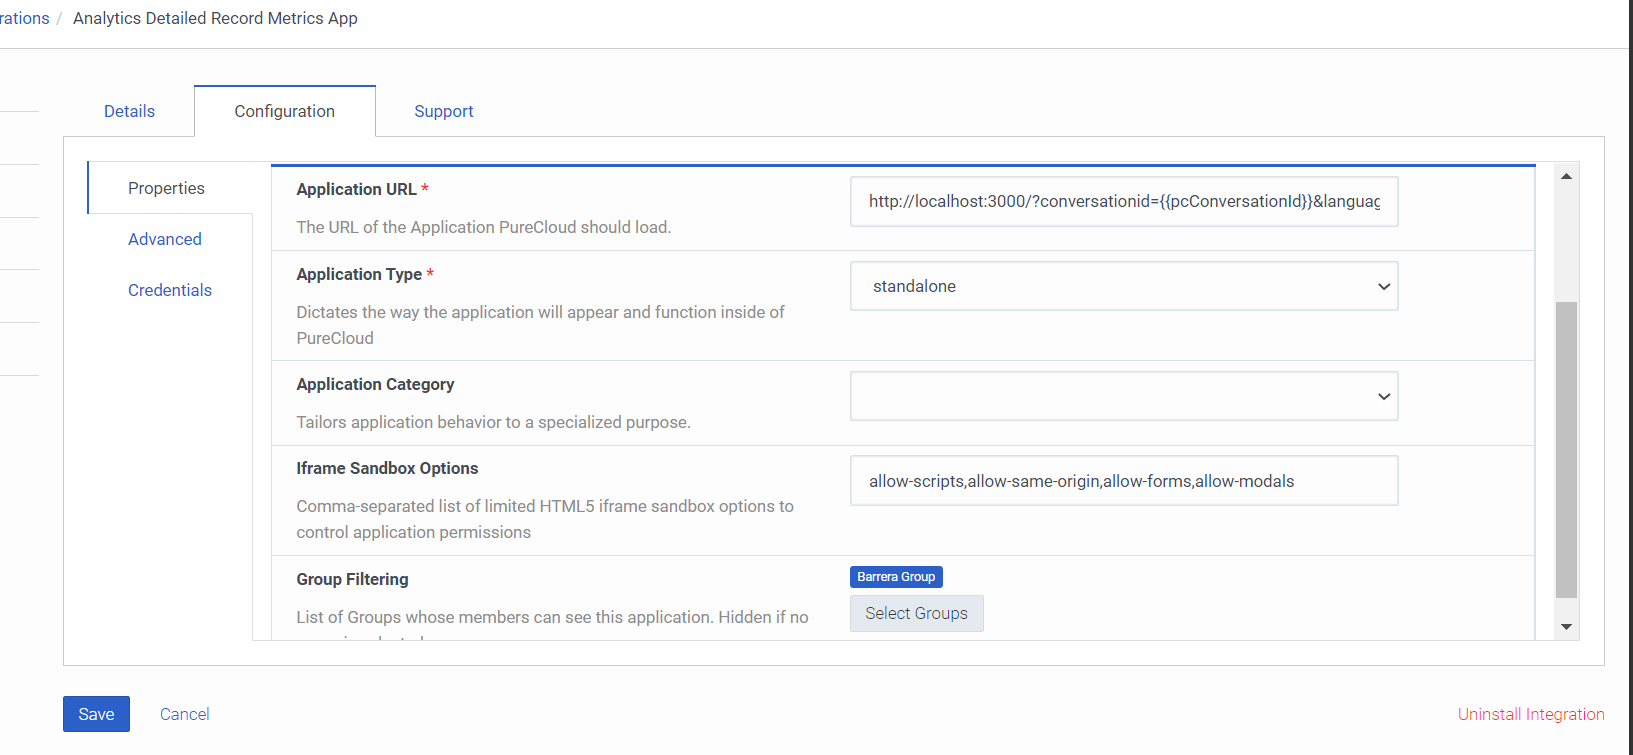 rations / Analytics Detailed Record Metrics App
Details
Configuration
Support
Properties
Advanced
Credentials
Application URL *
The URL of the Application PureCloud should load.
http://localhost:3000/?conversationid={{pcConversationId}}&languag
Application Type *
Dictates the way the application will appear and function inside of
PureCloud
standalone
Application Category
Tailors application behavior to a specialized purpose.
Iframe Sandbox Options
Comma-separated list of limited HTML5 iframe sandbox options to
control application permissions
allow-scripts,allow-same-origin,allow-forms,allow-modals
Group Filtering
List of Groups whose members can see this application. Hidden if no
Barrera Group
Select Groups
Save
Cancel
Uninstall Integration